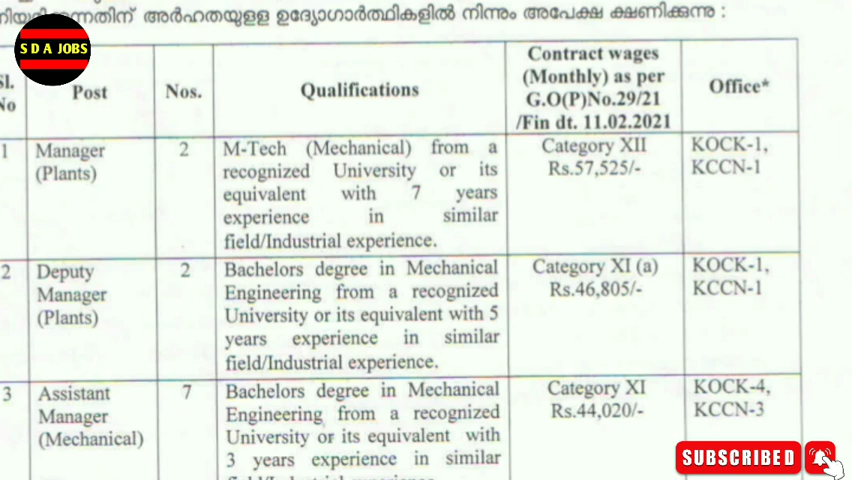 നിയമിക്കുന്നതിന് അർഹതയുളള ഉദ്യോഗാർത്ഥികളിൽ നിന്നും അപേക്ഷ ക്ഷണിക്കുന്നു :
S D A JOBS
Sl. No Post Nos. Qualifications Contract wages (Monthly) as per G.O(P)No.29/21 /Fin dt. 11.02.2021 Office*
1 Manager (Plants) 2 M-Tech (Mechanical) from a
recognized University or its
equivalent with 7 years
experience in similar
field/Industrial experience.
Category XII
Rs.57,525/-
KOCK-1,
KCCN-1
2 Deputy
Manager
(Plants)
2
Bachelors degree in Mechanical
Engineering from a recognized
University or its equivalent with 5
years experience in similar
field/Industrial experience.
Category XI (a)
Rs.46,805/-
KOCK-1,
KCCN-1
3 Assistant
Manager
(Mechanical)
7
Bachelors degree in Mechanical
Engineering from a recognized
University or its equivalent with
3 years experience in similar
Category XI
Rs.44,020/-
KOCK-4,
KCCN-3
SUBSCRIBED